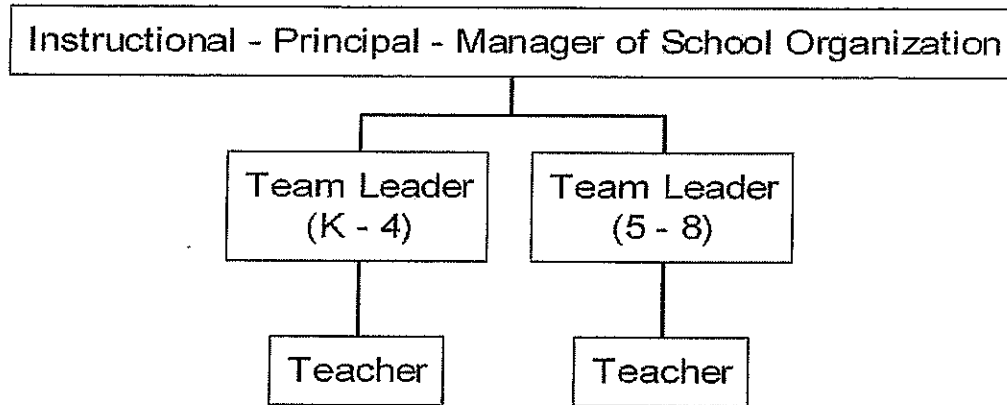 Instructional - Principal - Manager of School Organization
Team Leader
(K - 4)
Team Leader
(5 - 8)
Teacher
Teacher